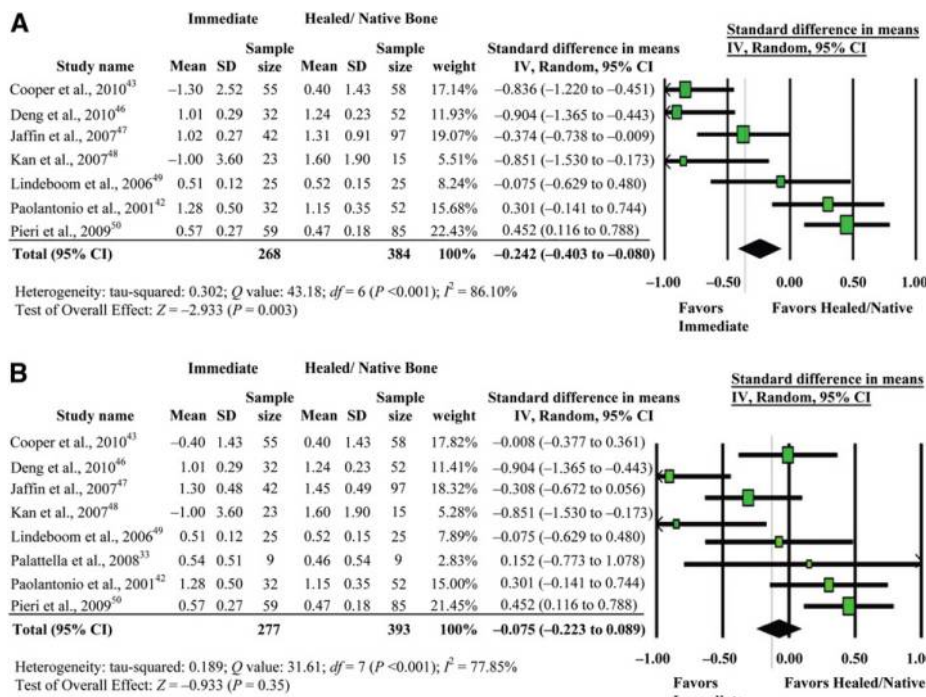 A
Immediate Healed/ Native Bone
Standard difference in means
IV, Random, 95% CI
Study name Mean SD Sample size Mean SD Sample size weight Standard difference in means IV, Random, 95% CI
Cooper et al., 2010⁴³ −1.30 2.52 55 0.40 1.43 58 17.14% −0.836 (−1.220 to −0.451)
Deng et al., 2010⁴⁶ 1.01 0.29 32 1.24 0.23 52 11.93% −0.904 (−1.365 to −0.443)
Jaffin et al., 2007⁴⁷ 1.02 0.27 42 1.31 0.91 97 19.07% −0.374 (−0.738 to −0.009)
Kan et al., 2007⁴⁸ −1.00 3.60 23 1.60 1.90 15 5.51% −0.851 (−1.530 to −0.173)
Lindeboom et al., 2006⁴⁹ 0.51 0.12 25 0.52 0.15 25 8.24% −0.075 (−0.629 to 0.480)
Paolantonio et al., 2001⁴² 1.28 0.50 32 1.15 0.35 52 15.68% 0.301 (−0.141 to 0.744)
Pieri et al., 2009⁵⁰ 0.57 0.27 59 0.47 0.18 85 22.43% 0.452 (0.116 to 0.788)
Total (95% CI) 268 384 100% −0.242 (−0.403 to −0.080)
−1.00 −0.50 0.00 0.50 1.00
Favors Immediate Favors Healed/Native
Heterogeneity: tau-squared: 0.302; Q value: 43.18; df = 6 (P <0.001); I² = 86.10%
Test of Overall Effect: Z = −2.933 (P = 0.003)
B
Immediate Healed/ Native Bone
Standard difference in means
IV, Random, 95% CI
Study name Mean SD Sample size Mean SD Sample size weight Standard difference in means IV, Random, 95% CI
Cooper et al., 2010⁴³ −0.40 1.43 55 0.40 1.43 58 17.82% −0.008 (−0.377 to 0.361)
Deng et al., 2010⁴⁶ 1.01 0.29 32 1.24 0.23 52 11.41% −0.904 (−1.365 to −0.443)
Jaffin et al., 2007⁴⁷ 1.30 0.48 42 1.45 0.49 97 18.32% −0.308 (−0.672 to 0.056)
Kan et al., 2007⁴⁸ −1.00 3.60 23 1.60 1.90 15 5.28% −0.851 (−1.530 to −0.173)
Lindeboom et al., 2006⁴⁹ 0.51 0.12 25 0.52 0.15 25 7.89% −0.075 (−0.629 to 0.480)
Palattella et al., 2008³³ 0.54 0.51 9 0.46 0.54 9 2.83% 0.152 (−0.773 to 1.078)
Paolantonio et al., 2001⁴² 1.28 0.50 32 1.15 0.35 52 15.00% 0.301 (−0.141 to 0.744)
Pieri et al., 2009⁵⁰ 0.57 0.27 59 0.47 0.18 85 21.45% 0.452 (0.116 to 0.788)
Total (95% CI) 277 393 100% −0.075 (−0.223 to 0.089)
−1.00 −0.50 0.00 0.50 1.00
Favors Favors Healed/Native
Heterogeneity: tau-squared: 0.189; Q value: 31.61; df = 7 (P <0.001); I² = 77.85%
Test of Overall Effect: Z = −0.933 (P = 0.35)